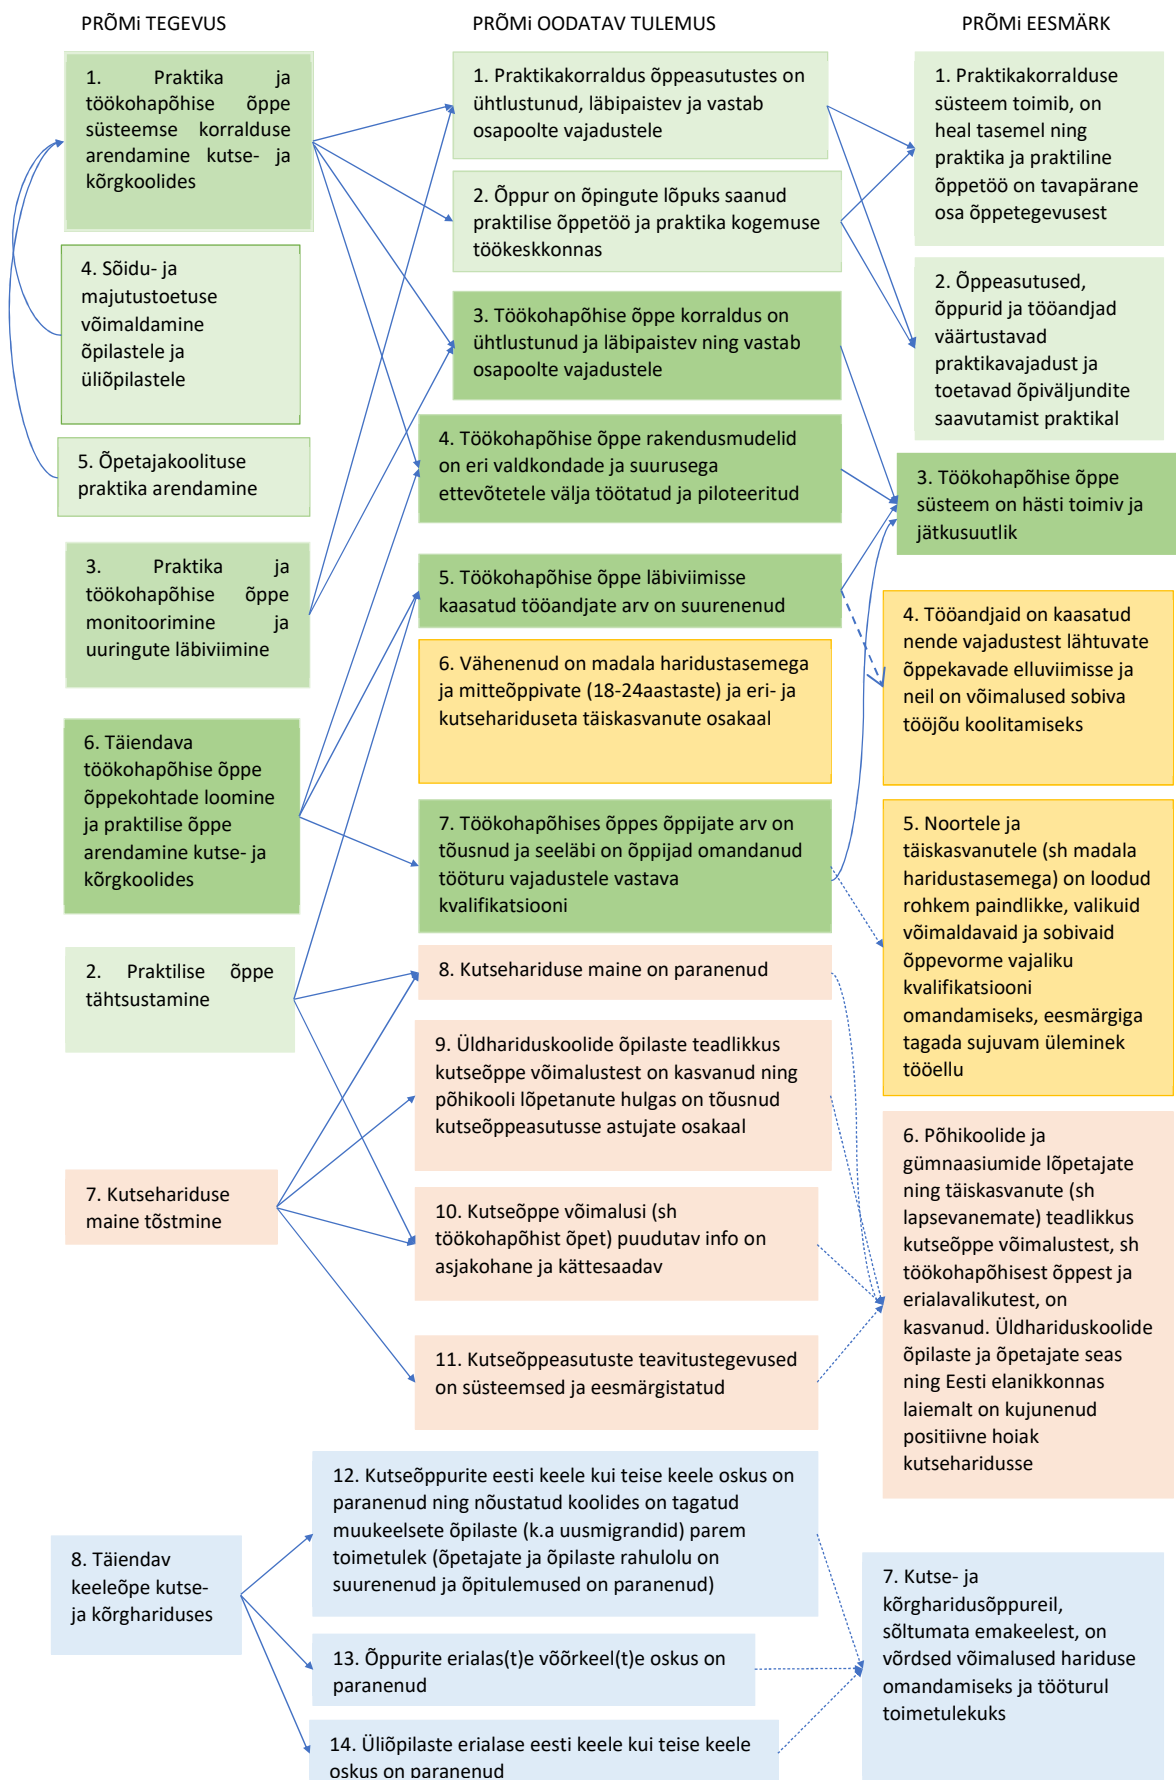 PRÕMi TEGEVUS
PRÕMi OODATAV TULEMUS
PRÕMi EESMÄRK
1. Praktika ja
töökohapõhise õppe
süsteemse korralduse
arendamine kutse- ja
kõrgkoolides
4. Sõidu- ja
majutustoetuse
võimaldamine
õpilastele ja
üliõpilastele
5. Õpetajakoolituse
praktika arendamine
3. Praktika ja
töökohapõhise õppe
monitoorimine ja
uuringute läbiviimine
6. Täiendava
töökohapõhise õppe
õppekohtade loomine
ja praktilise õppe
arendamine kutse- ja
kõrgkoolides
2. Praktilise õppe
tähtsustamine
7. Kutsehariduse
maine tõstmine
8. Täiendav
keeleõpe kutse-
ja kõrghariduses
1. Praktikakorraldus õppeasutustes on
ühtlustunud, läbipaistev ja vastab
osapoolte vajadustele
2. Õppur on õpingute lõpuks saanud
praktilise õppetöö ja praktika kogemuse
töökeskkonnas
3. Töökohapõhise õppe korraldus on
ühtlustunud ja läbipaistev ning vastab
osapoolte vajadustele
4. Töökohapõhise õppe rakendusmudelid
on eri valdkondade ja suurusega
ettevõtetele välja töötatud ja piloteeritud
5. Töökohapõhise õppe läbiviimisse
kaasatud tööandjate arv on suurenenud
6. Vähenenud on madala haridustasemega
ja mitteõppivate (18-24aastaste) ja eri- ja
kutsehariduseta täiskasvanute osakaal
7. Töökohapõhises õppes õppijate arv on
tõusnud ja seeläbi on õppijad omandanud
tööturu vajadustele vastava
kvalifikatsiooni
8. Kutsehariduse maine on paranenud
9. Üldhariduskoolide õpilaste teadlikkus
kutseõppe võimalustest on kasvanud ning
põhikooli lõpetanute hulgas on tõusnud
kutseõppeasutusse astujate osakaal
10. Kutseõppe võimalusi (sh
töökohapõhist õpet) puudutav info on
asjakohane ja kättesaadav
11. Kutseõppeasutuste teavitustegevused
on süsteemsed ja eesmärgistatud
12. Kutseõppurite eesti keele kui teise keele oskus on
paranenud ning nõustatud koolides on tagatud
muukeelsete õpilaste (k.a uusmigrandid) parem
toimetulek (õpetajate ja õpilaste rahulolu on
suurenenud ja õpitulemused on paranenud)
13. Õppurite erialas(t)e võõrkeel(t)e oskus on
paranenud
14. Üliõpilaste erialase eesti keele kui teise keele
oskus on paranenud
1. Praktikakorralduse
süsteem toimib, on
heal tasemel ning
praktika ja praktiline
õppetöö on tavapärane
osa õppetegevusest
2. Õppeasutused,
õppurid ja tööandjad
väärtustavad
praktikavajadust ja
toetavad õpiväljundite
saavutamist praktikal
3. Töökohapõhise õppe
süsteem on hästi toimiv ja
jätkusuutlik
4. Tööandjaid on kaasatud
nende vajadustest lähtuvate
õppekavade elluviimisse ja
neil on võimalused sobiva
tööjõu koolitamiseks
5. Noortele ja
täiskasvanutele (sh madala
haridustasemega) on loodud
rohkem paindlikke, valikuid
võimaldavaid ja sobivaid
õppevorme vajaliku
kvalifikatsiooni
omandamiseks, eesmärgiga
tagada sujuvam üleminek
tööellu
6. Põhikoolide ja
gümnaasiumide lõpetajate
ning täiskasvanute (sh
lapsevanemate) teadlikkus
kutseõppe võimalustest, sh
töökohapõhisest õppest ja
erialavalikutest, on
kasvanud. Üldhariduskoolide
õpilaste ja õpetajate seas
ning Eesti elanikkonnas
laiemalt on kujunenud
positiivne hoiak
kutseharidusse
7. Kutse- ja
kõrgharidusõppureil,
sõltumata emakeelest, on
võrdsed võimalused hariduse
omandamiseks ja tööturul
toimetulekuks